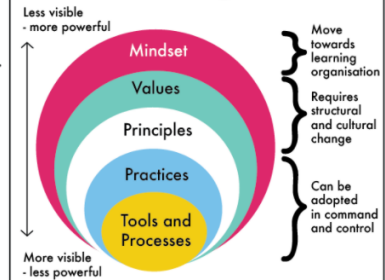 Less visible
- more powerful
Mindset
Values
Principles
Practices
Tools and
Processes
More visible
- less powerful
Move
towards
learning
organisation
Requires
structural
and cultural
change
Can be
adopted
in command
and control